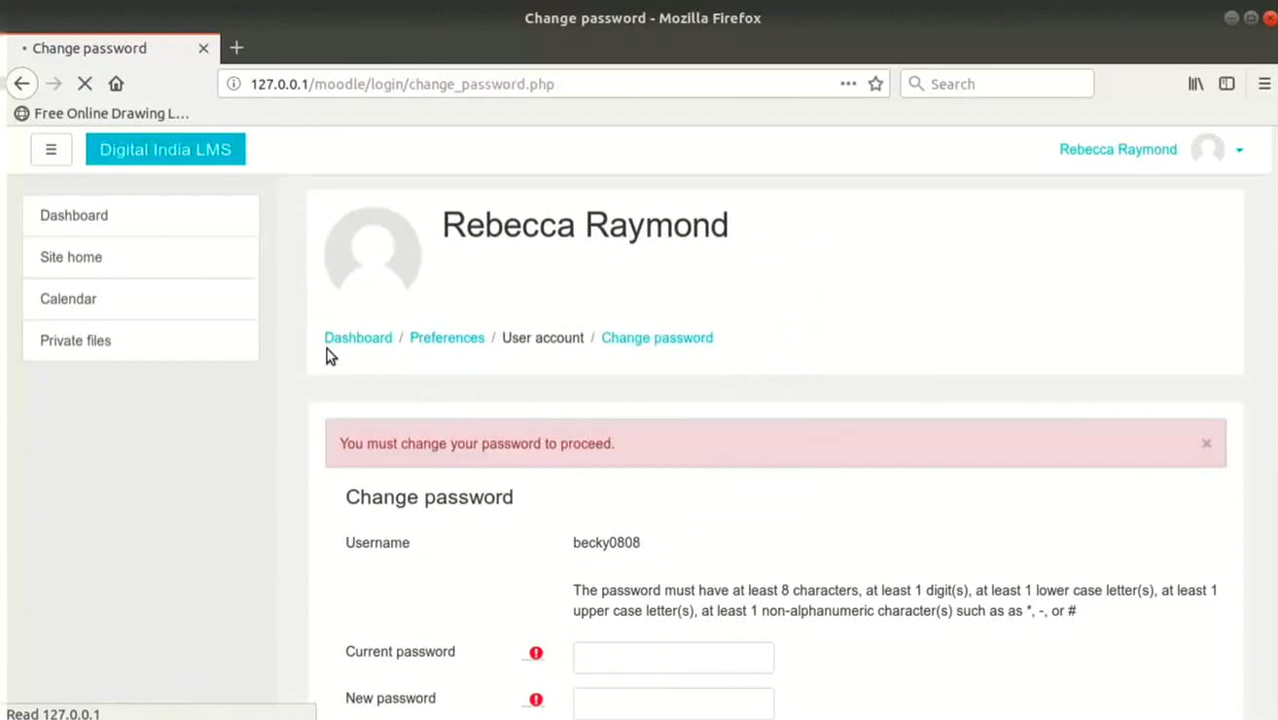 Change password - Mozilla Firefox
• Change password
127.0.0.1/moodle/login/change_password.php
Search
Free Online Drawing L...
Digital India LMS
Rebecca Raymond
Dashboard
Site home
Calendar
Private files
Rebecca Raymond
Dashboard / Preferences / User account / Change password
You must change your password to proceed.
Change password
Username becky0808
The password must have at least 8 characters, at least 1 digit(s), at least 1 lower case letter(s), at least 1
upper case letter(s), at least 1 non-alphanumeric character(s) such as as *, -, or #
Current password
New password
Read 127.0.0.1